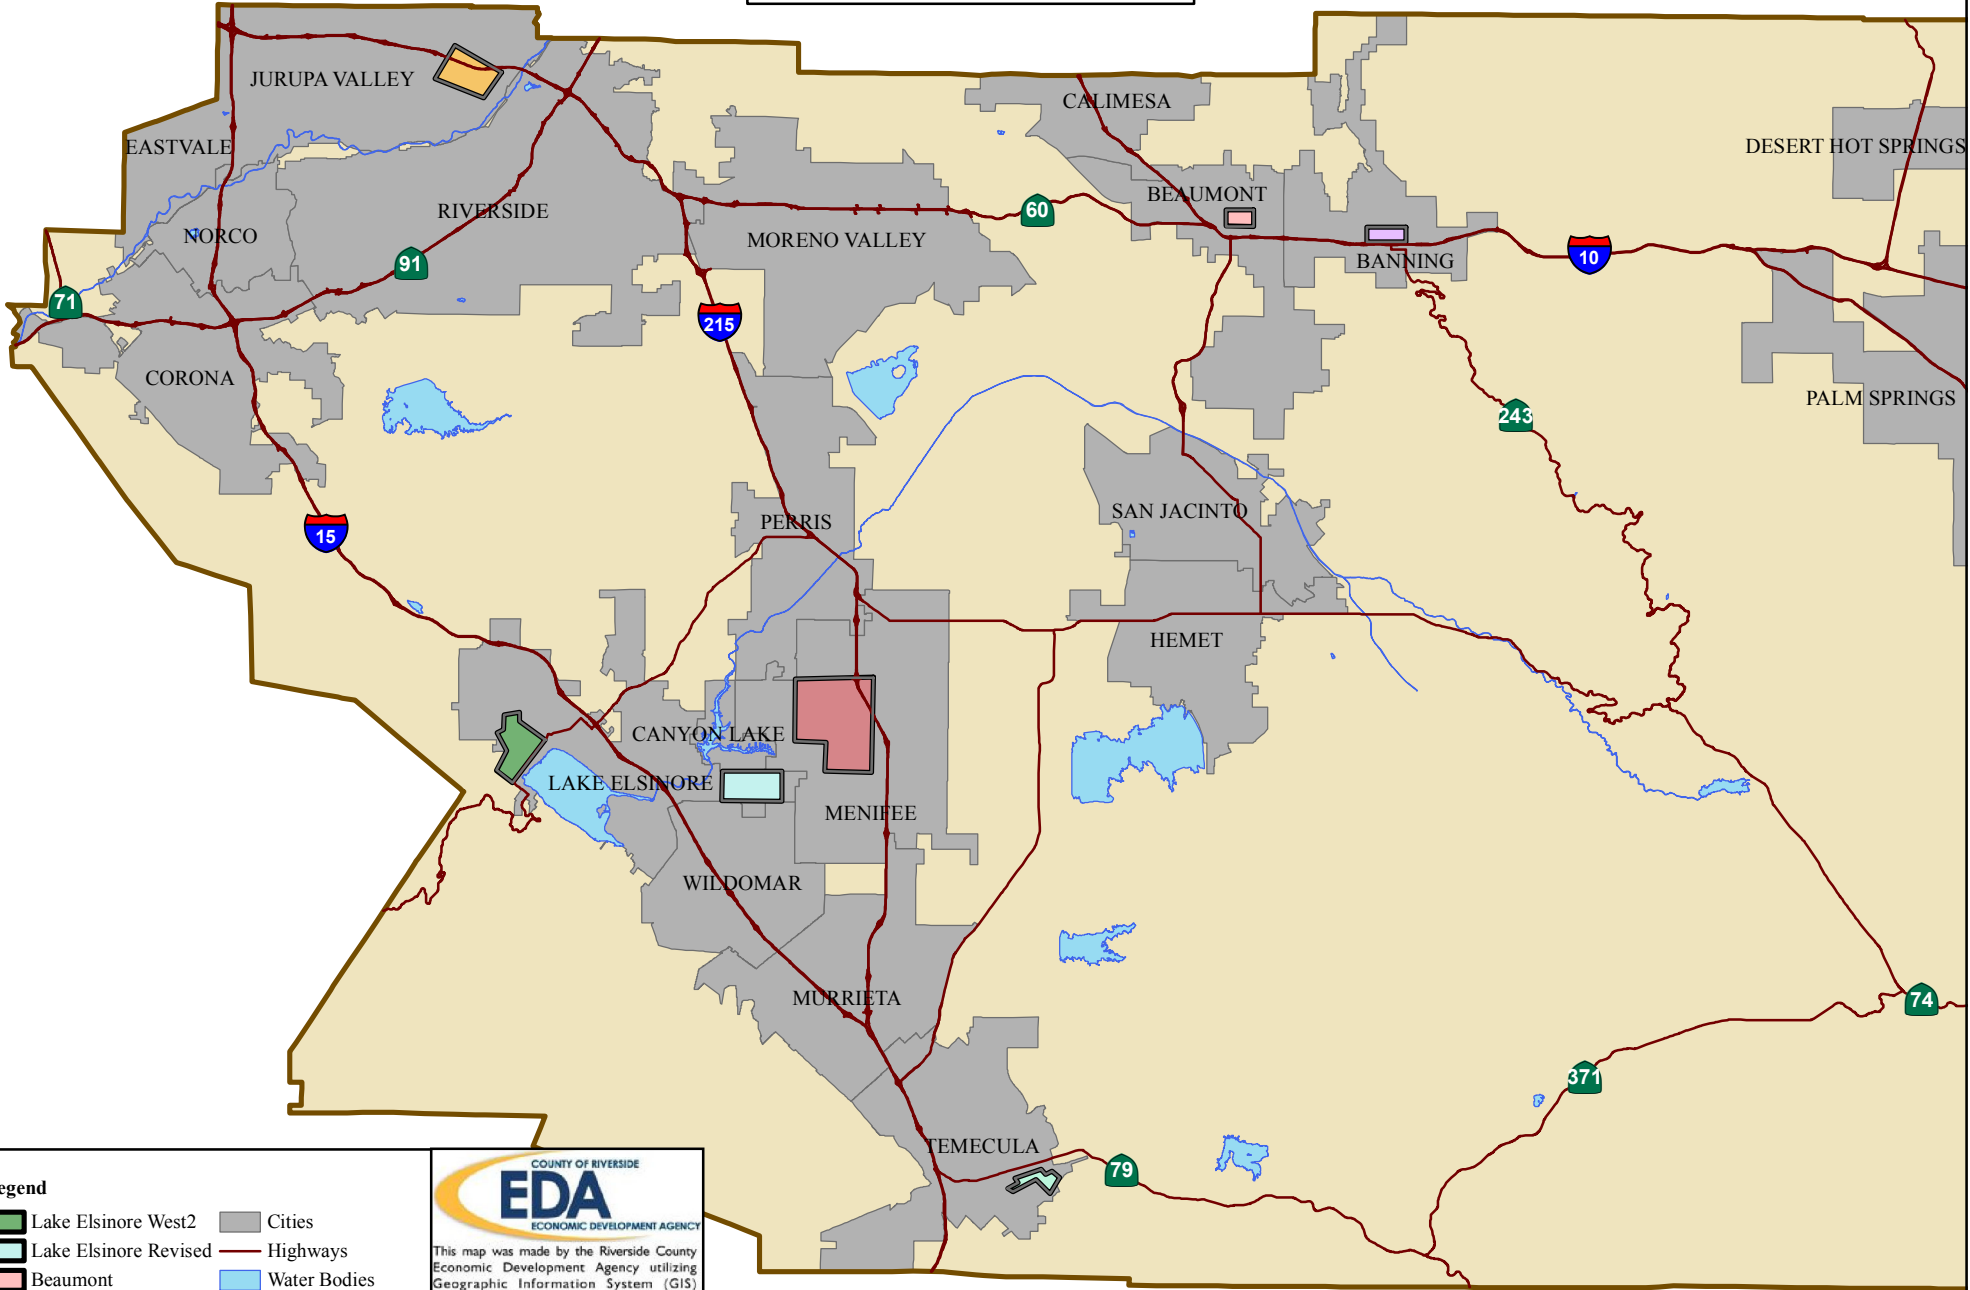 JURUPA VALLEY
CALIMESA
EASTVALE
DESERT HOT SPRINGS
BEAUMONT
RIVERSIDE
60
NORCO
MORENO VALLEY
91
BANNING
10
71
215
CORONA
PALM SPRINGS
243
SAN JACINTO
PERRIS
15
HEMET
CANYON LAKE
LAKE ELSINORE
MENIFEE
WILDOMAR
MURRIETA
74
371
TEMECULA
79
egend
Lake Elsinore West2
Cities
Lake Elsinore Revised
Highways
Beaumont
Water Bodies
COUNTY OF RIVERSIDE
EDA
ECONOMIC DEVELOPMENT AGENCY
This map was made by the Riverside County
Economic Development Agency utilizing
Geographic Information System (GIS)